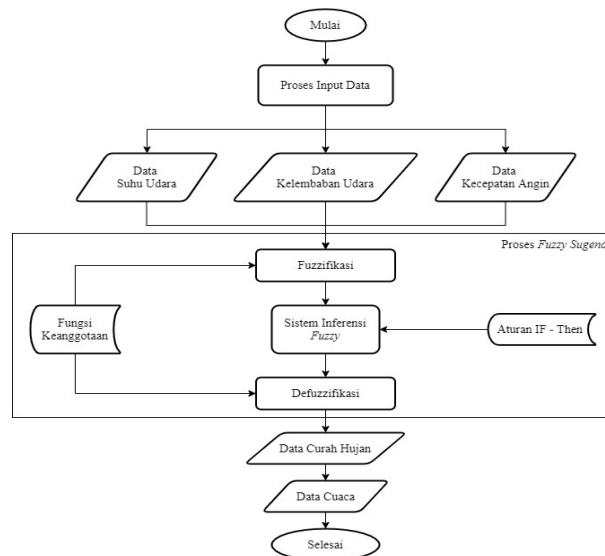 Mulai
Proses Input Data
Data
Suhu Udara
Data
Kelembaban Udara
Data
Kecepatan Angin
Proses Fuzzy Sugeno
Fuzzifikasi
Fungsi
Keanggotaan
Sistem Inferensi
Fuzzy
Aturan IF - Then
Defuzzifikasi
Data Curah Hujan
Data Cuaca
Selesai